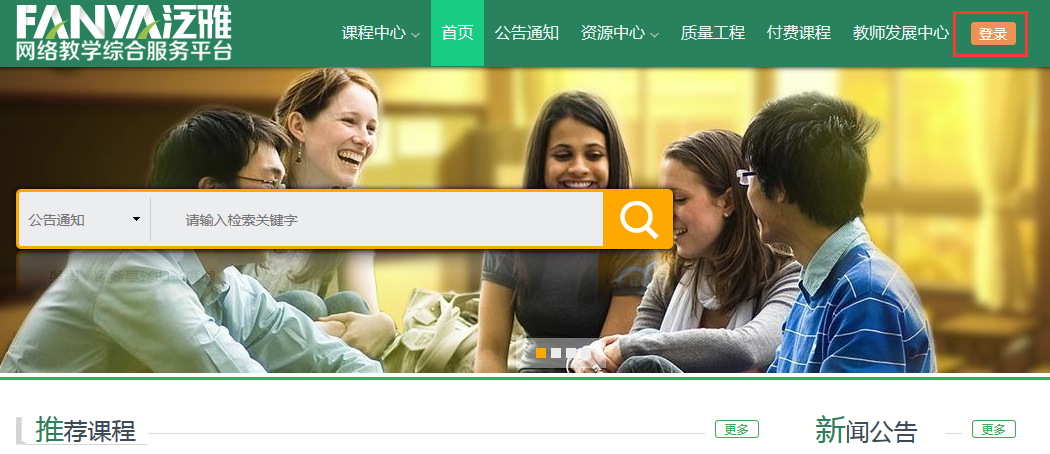 FANYA泛雅
网络教学综合服务平台
课程中心 首页 公告通知 资源中心 质量工程 付费课程 教师发展中心 登录
公告通知 请输入检索关键字
推荐课程 更多 新闻公告 更多